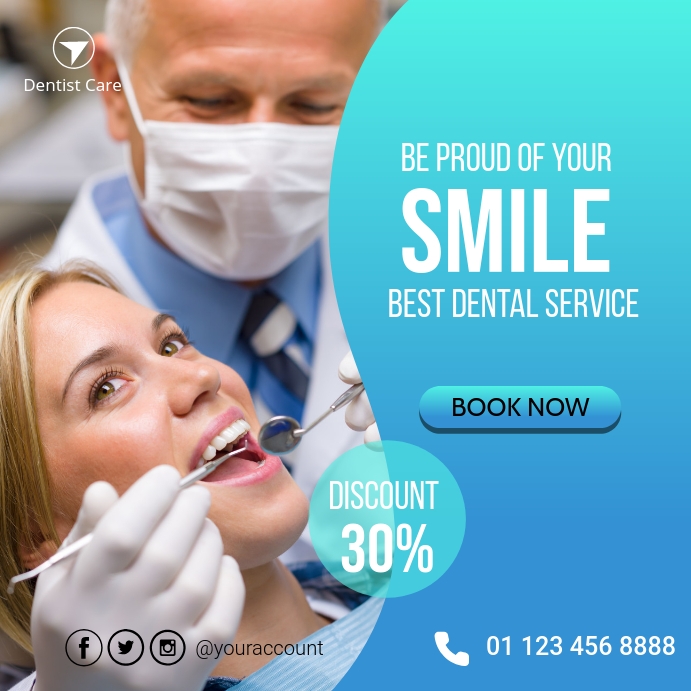 Dentist Care
BE PROUD OF YOUR
SMILE
BEST DENTAL SERVICE
BOOK NOW
DISCOUNT
30%
@youraccount
01 123 456 8888